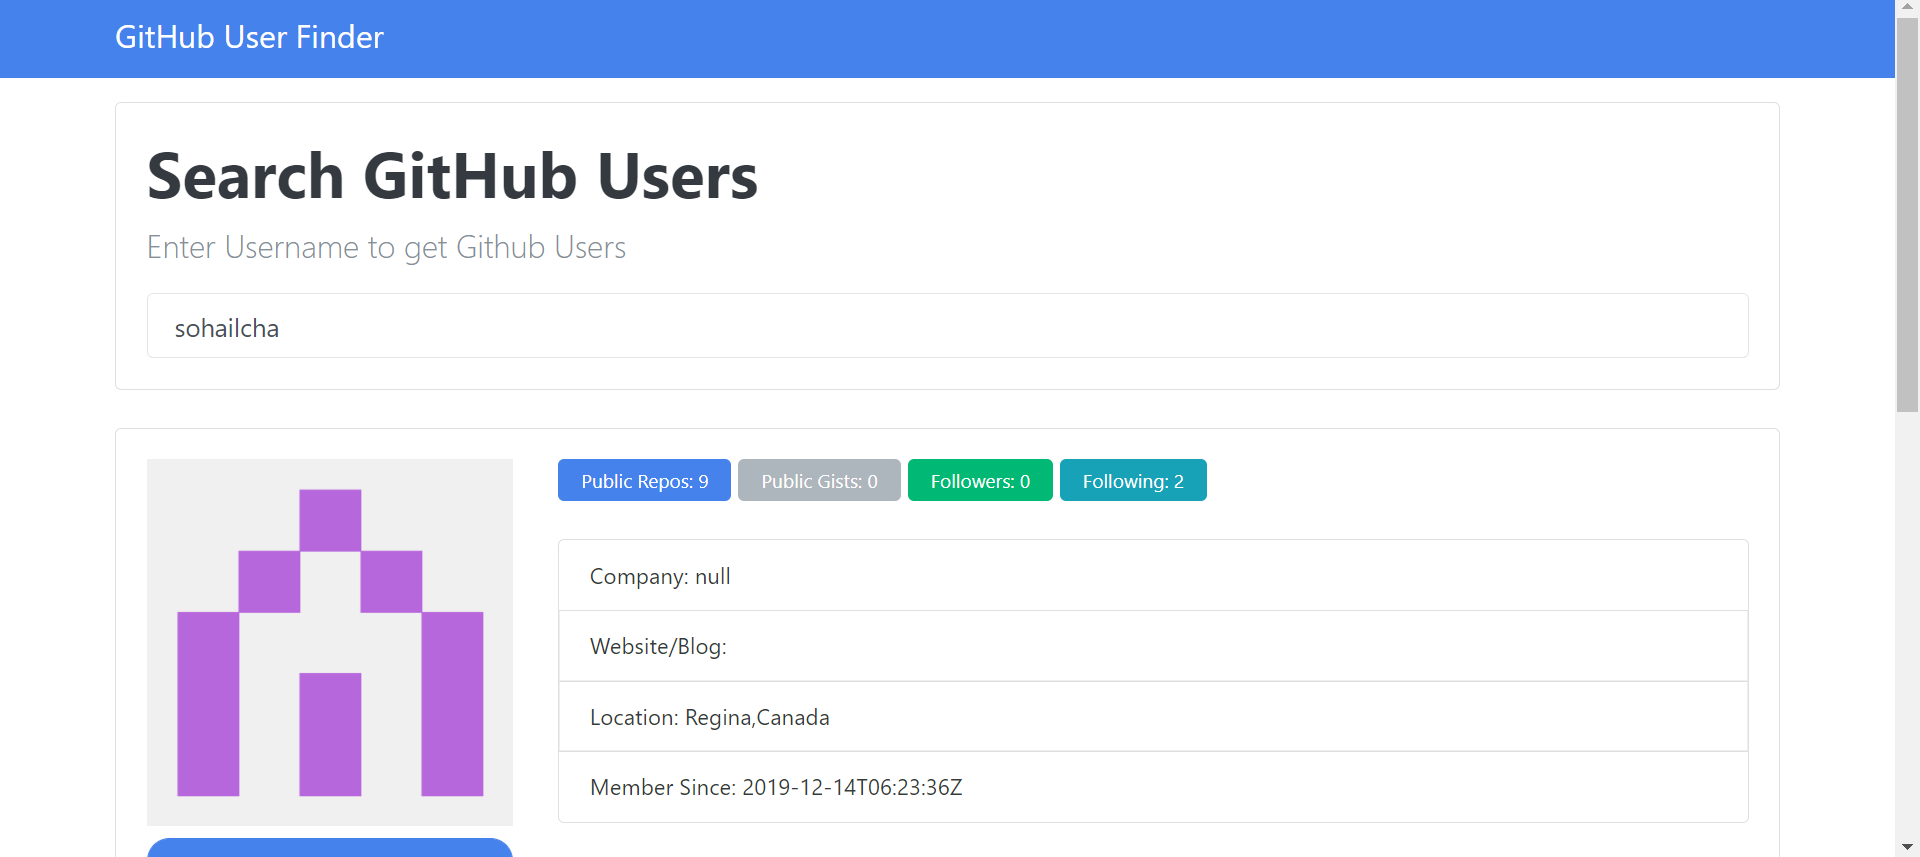 GitHub User Finder
Search GitHub Users
Enter Username to get Github Users
sohailcha
Public Repos: 9
Public Gists: 0
Followers: 0
Following: 2
Company: null
Website/Blog:
Location: Regina,Canada
Member Since: 2019-12-14T06:23:36Z